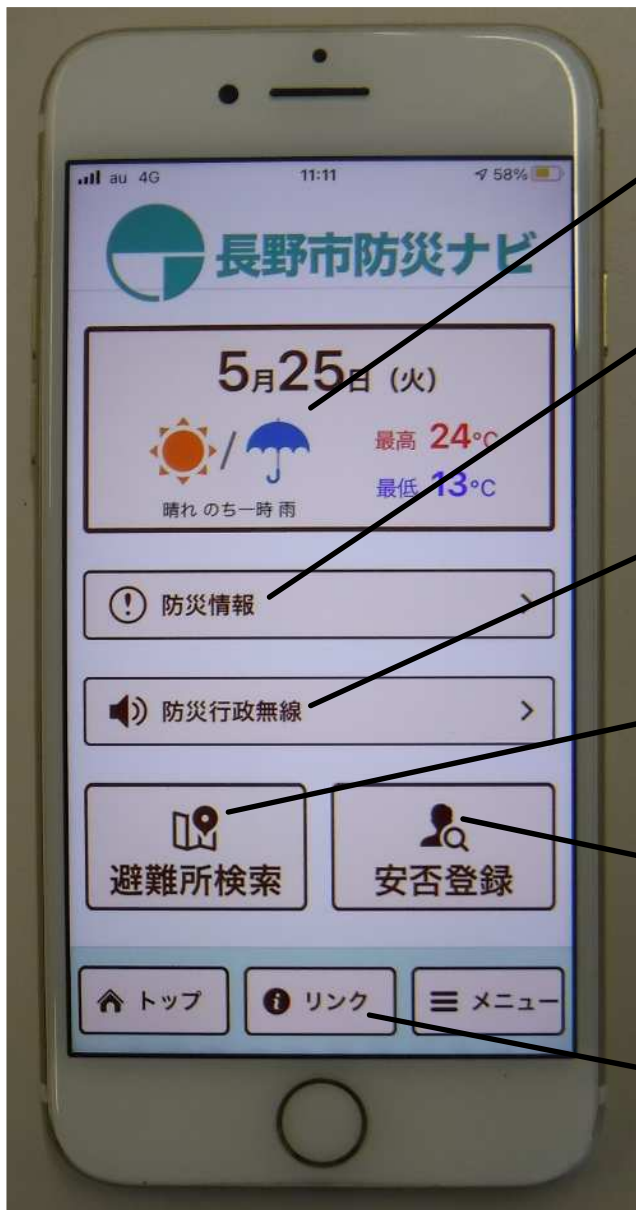 au 4G 11:11 58%
長野市防災ナビ
5月25日(火)
最高 24°C
最低 13°C
晴れ のち一時 雨
防災情報
防災行政無線
避難所検索 安否登録
トップ リンク メニュー